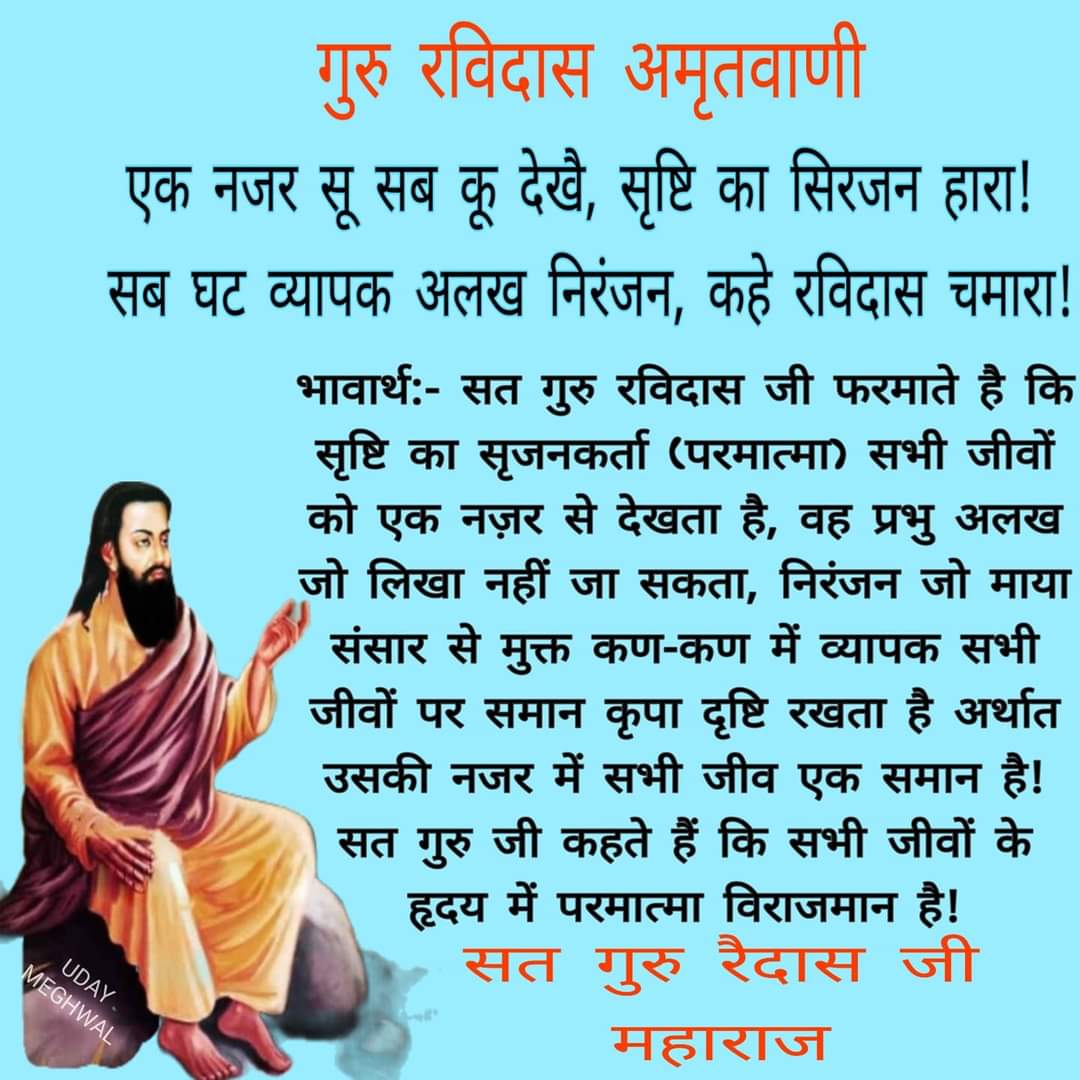 गुरु रविदास अमृतवाणी
एक नजर सू सब कू देखै, सृष्टि का सिरजन हारा!
सब घट व्यापक अलख निरंजन, कहे रविदास चमारा!
भावार्थ:- सत गुरु रविदास जी फरमाते है कि
सृष्टि का सृजनकर्ता (परमात्मा) सभी जीवों
को एक नज़र से देखता है, वह प्रभु अलख
जो लिखा नहीं जा सकता, निरंजन जो माया
संसार से मुक्त कण-कण में व्यापक सभी
जीवों पर समान कृपा दृष्टि रखता है अर्थात
उसकी नजर में सभी जीव एक समान है!
सत गुरु जी कहते हैं कि सभी जीवों के
हृदय में परमात्मा विराजमान है!
सत गुरु रैदास जी
महाराज
UDAY
MEGHWAL